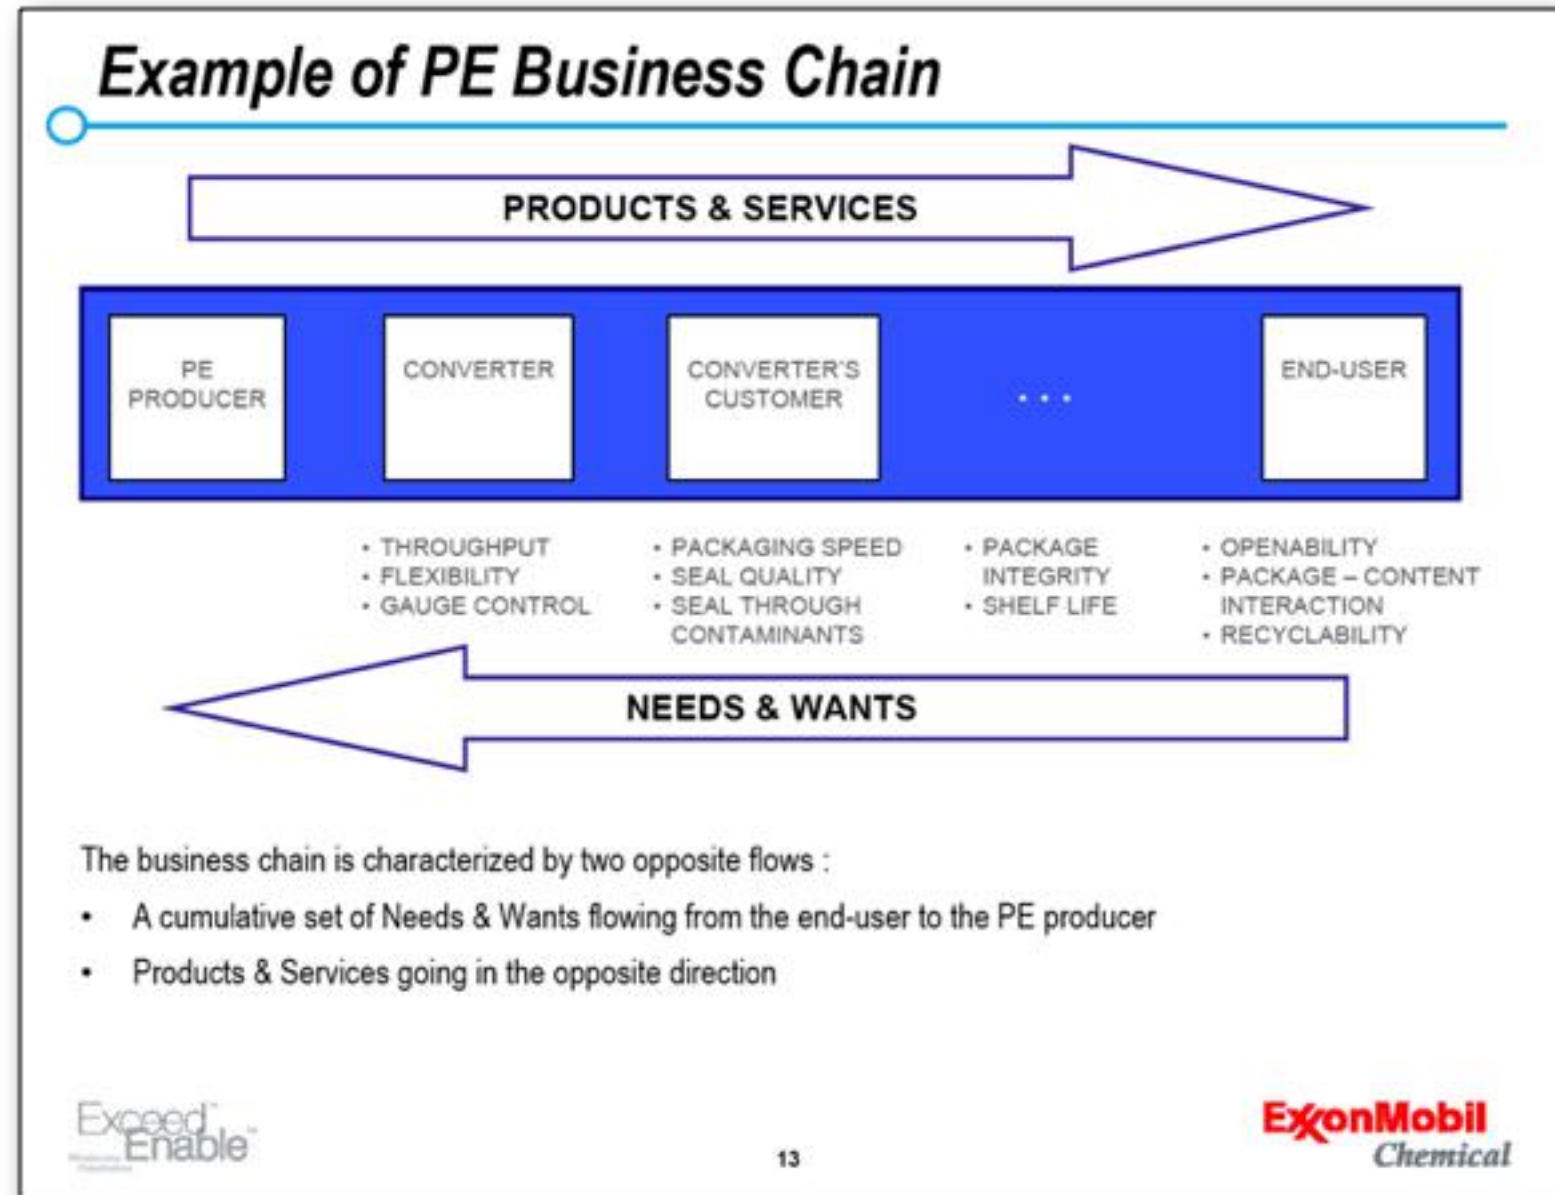 Example of PE Business Chain
PRODUCTS & SERVICES
PE
PRODUCER
CONVERTER
CONVERTER'S
CUSTOMER
. . .
END-USER
• THROUGHPUT
• FLEXIBILITY
• GAUGE CONTROL
• PACKAGING SPEED
• SEAL QUALITY
• SEAL THROUGH
CONTAMINANTS
• PACKAGE
INTEGRITY
• SHELF LIFE
• OPENABILITY
• PACKAGE – CONTENT
INTERACTION
• RECYCLABILITY
NEEDS & WANTS
The business chain is characterized by two opposite flows :
• A cumulative set of Needs & Wants flowing from the end-user to the PE producer
• Products & Services going in the opposite direction
Exceed™
Enable™
13
ExxonMobil
Chemical